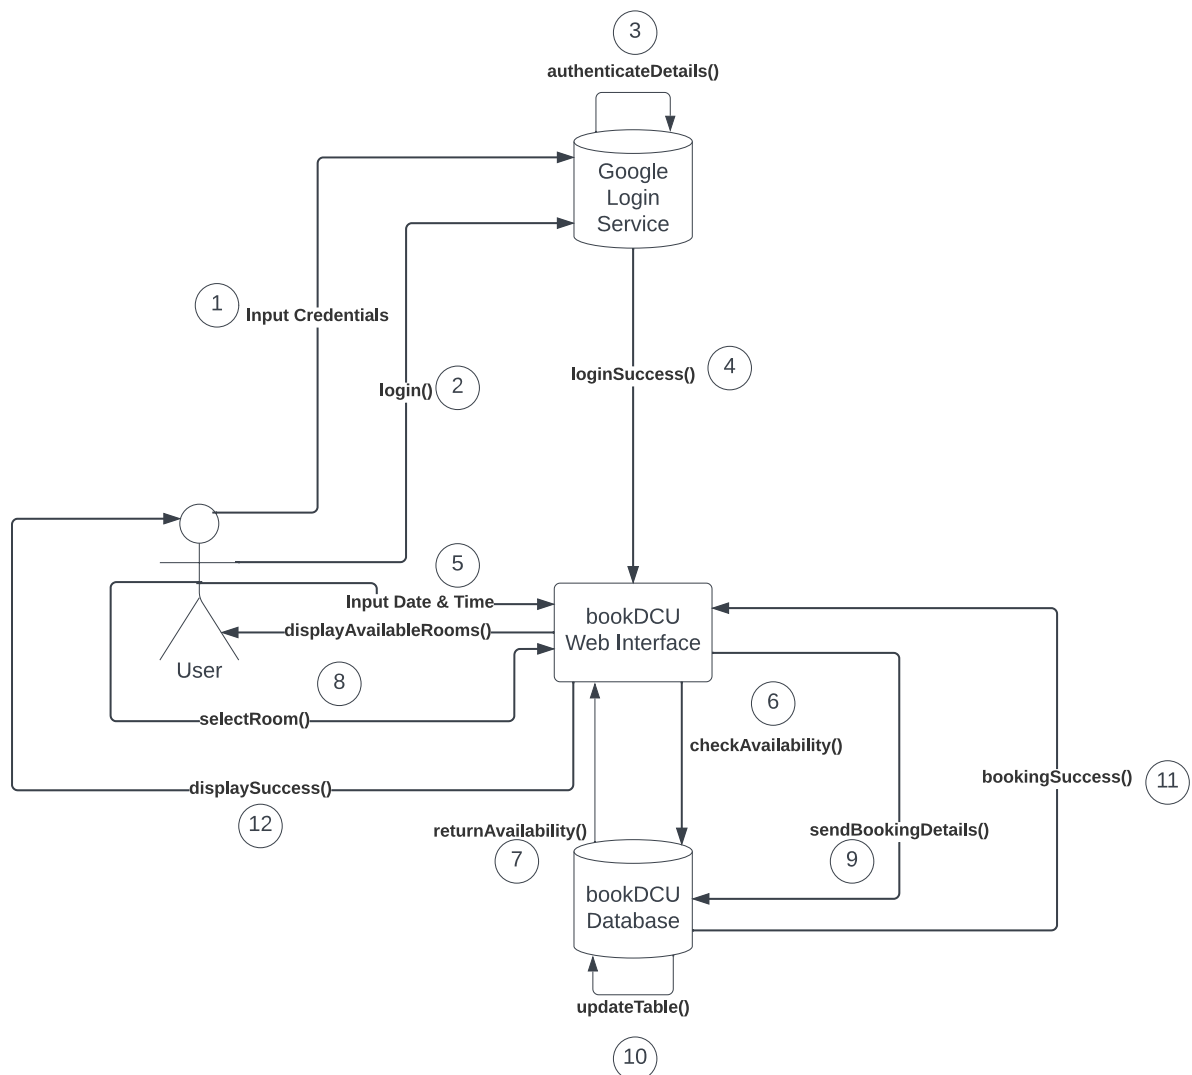 3
authenticateDetails()
Google
Login
Service
1
Input Credentials
login()
2
loginSuccess()
4
5
Input Date & Time
displayAvailableRooms()
User
8
selectRoom()
bookDCU
Web Interface
6
checkAvailability()
displaySuccess()
12
returnAvailability()
7
sendBookingDetails()
9
bookingSuccess()
11
bookDCU
Database
updateTable()
10